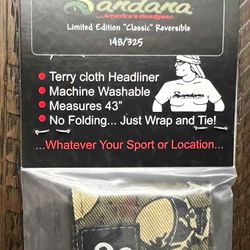 Sandana
...America's Headgear
Limited Edition "Classic" Reversible
148/325
Sandana
Terry cloth Headliner
Machine Washable
Measures 43"
No Folding... Just Wrap and Tie!
...Whatever Your Sport or Location...